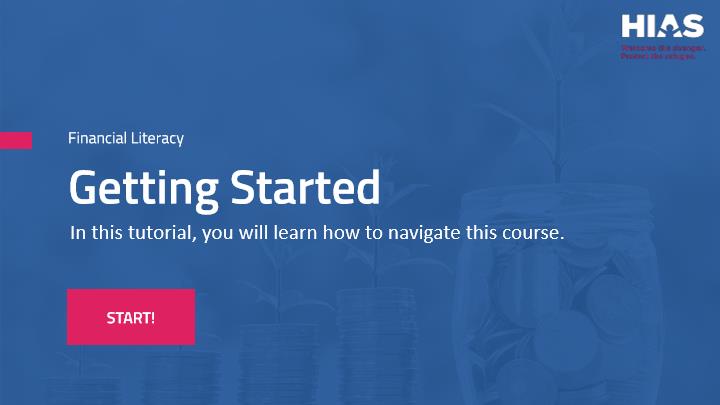 HIAS
Welcome the stranger.
Protect the refugee.
Financial Literacy
Getting Started
In this tutorial, you will learn how to navigate this course.
START!